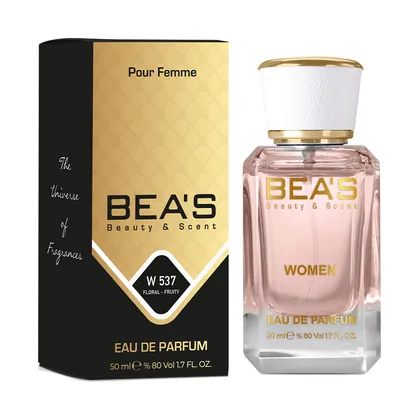 Pour Femme
The
Universe
of
Fragrances
BEA'S
Beauty & Scent
W 537
FLORAL - FRUITY
EAU DE PARFUM
50 ml ℮ % 80 Vol 1.7 FL. OZ.
BEA'S
Beauty & Scent
WOMEN
EAU DE PARFUM
50 ml ℮ % 80 Vol 1.7 FL. OZ.